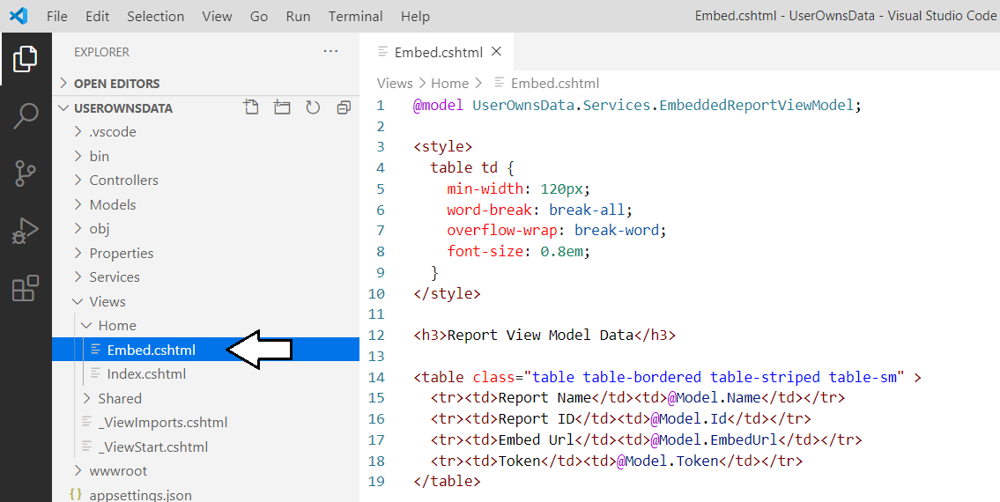 File Edit Selection View Go Run Terminal Help Embed.cshtml - UserOwnsData - Visual Studio Code
EXPLORER ···
OPEN EDITORS
USEROWNSDATA
.vscode
bin
Controllers
Models
obj
Properties
Services
Views
Home
Embed.cshtml
Index.cshtml
Shared
_ViewImports.cshtml
_ViewStart.cshtml
wwwroot
{} appsettings.json
Embed.cshtml ×
Views > Home > Embed.cshtml
1 @model UserOwnsData.Services.EmbeddedReportViewModel;
2
3 <style>
4   table td {
5     min-width: 120px;
6     word-break: break-all;
7     overflow-wrap: break-word;
8     font-size: 0.8em;
9   }
10 </style>
11
12 <h3>Report View Model Data</h3>
13
14 <table class="table table-bordered table-striped table-sm" >
15   <tr><td>Report Name</td><td>@Model.Name</td></tr>
16   <tr><td>Report ID</td><td>@Model.Id</td></tr>
17   <tr><td>Embed Url</td><td>@Model.EmbedUrl</td></tr>
18   <tr><td>Token</td><td>@Model.Token</td></tr>
19 </table>